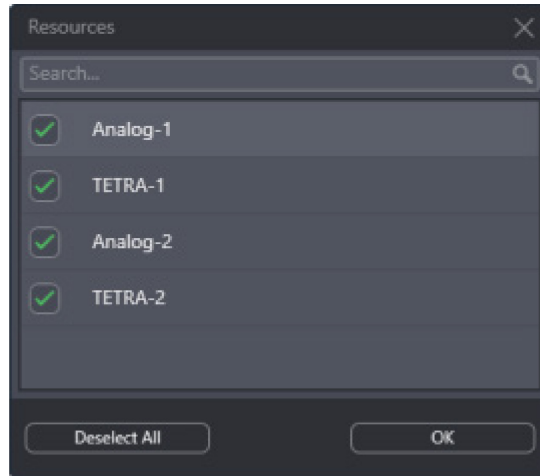 Resources
Search...
Analog-1
TETRA-1
Analog-2
TETRA-2
Deselect All
OK